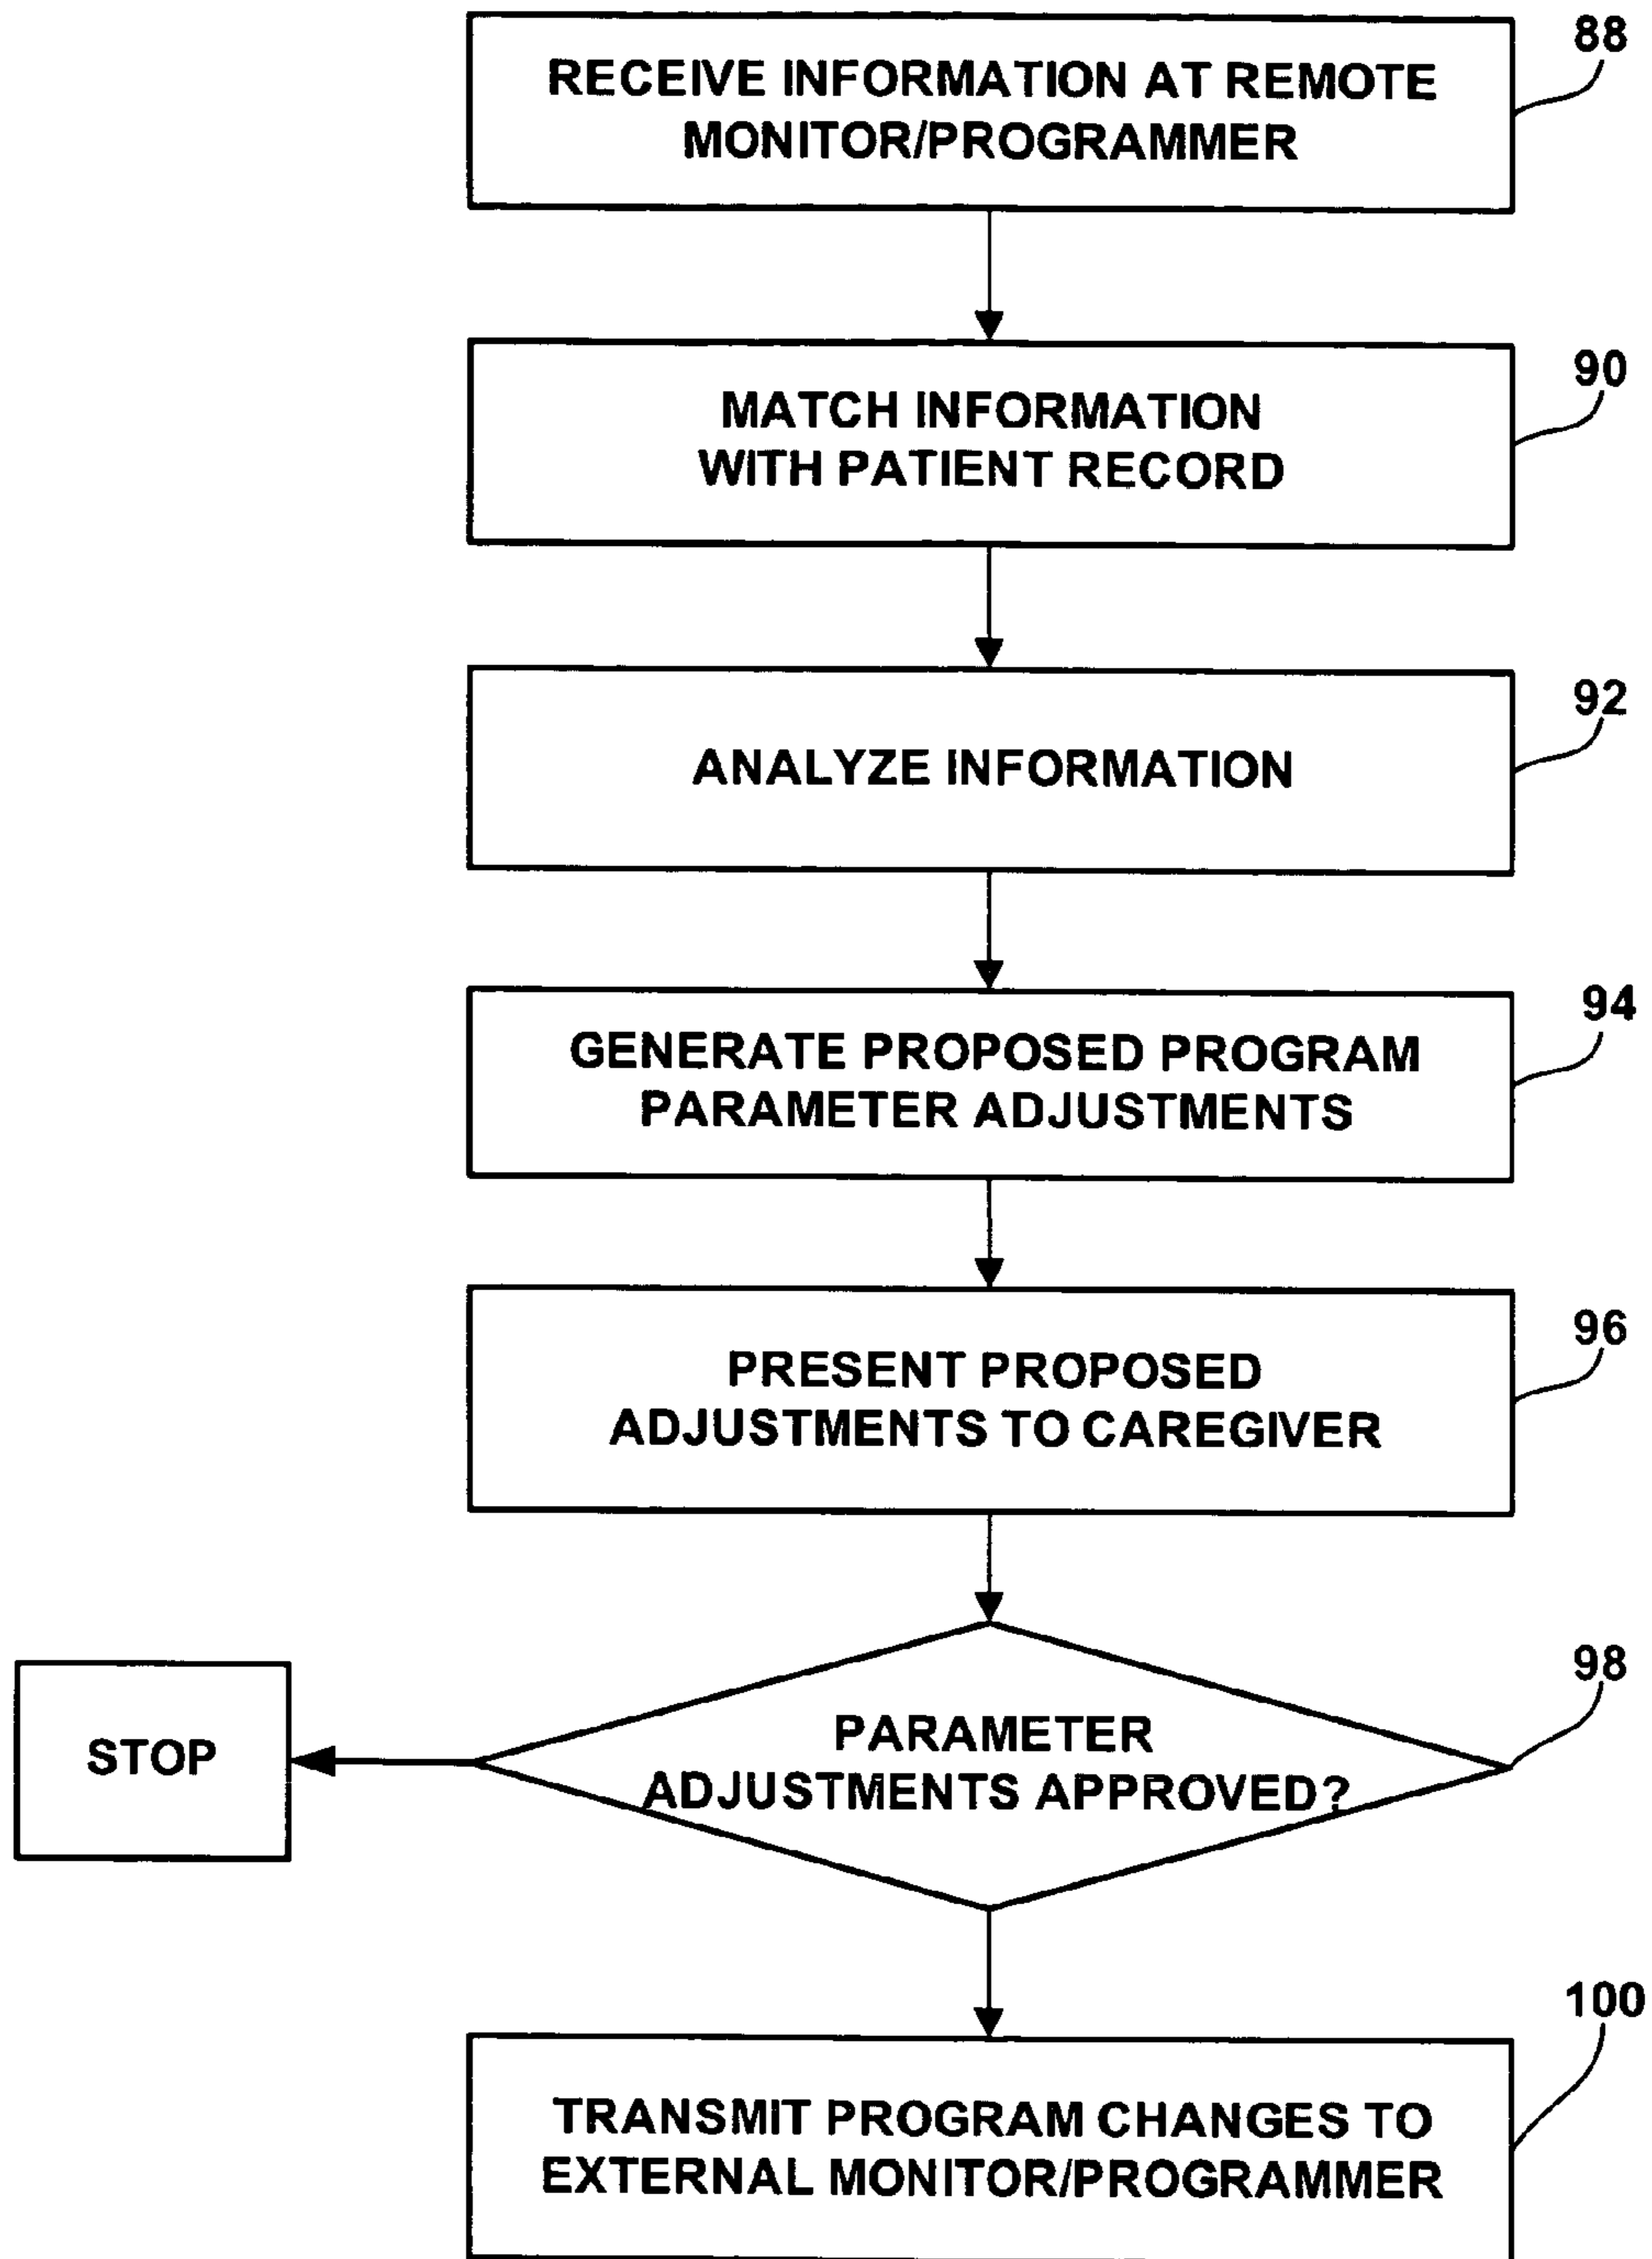 88
RECEIVE INFORMATION AT REMOTE
MONITOR/PROGRAMMER
90
MATCH INFORMATION
WITH PATIENT RECORD
92
ANALYZE INFORMATION
94
GENERATE PROPOSED PROGRAM
PARAMETER ADJUSTMENTS
96
PRESENT PROPOSED
ADJUSTMENTS TO CAREGIVER
98
STOP
PARAMETER
ADJUSTMENTS APPROVED?
100
TRANSMIT PROGRAM CHANGES TO
EXTERNAL MONITOR/PROGRAMMER